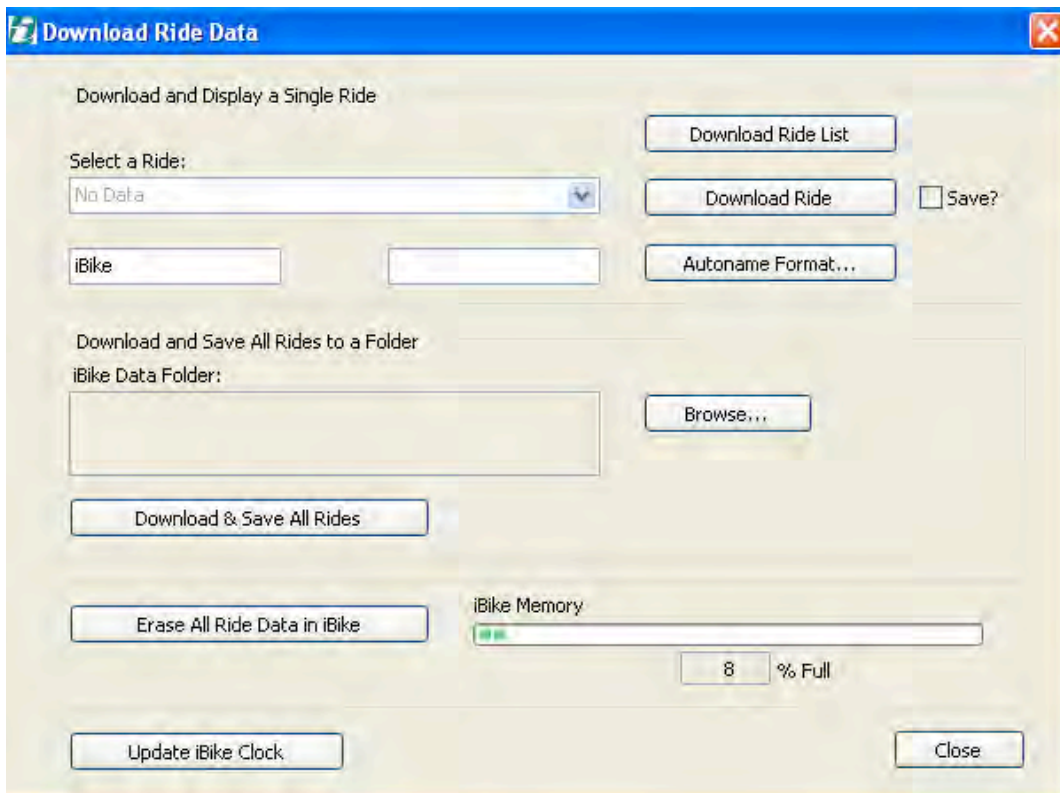 Download Ride Data
Download and Display a Single Ride
Download Ride List
Select a Ride:
No Data
Download Ride
Save?
iBike
Autoname Format...
Download and Save All Rides to a Folder
iBike Data Folder:
Browse...
Download & Save All Rides
iBike Memory
Erase All Ride Data in iBike
8 % Full
Update iBike Clock
Close